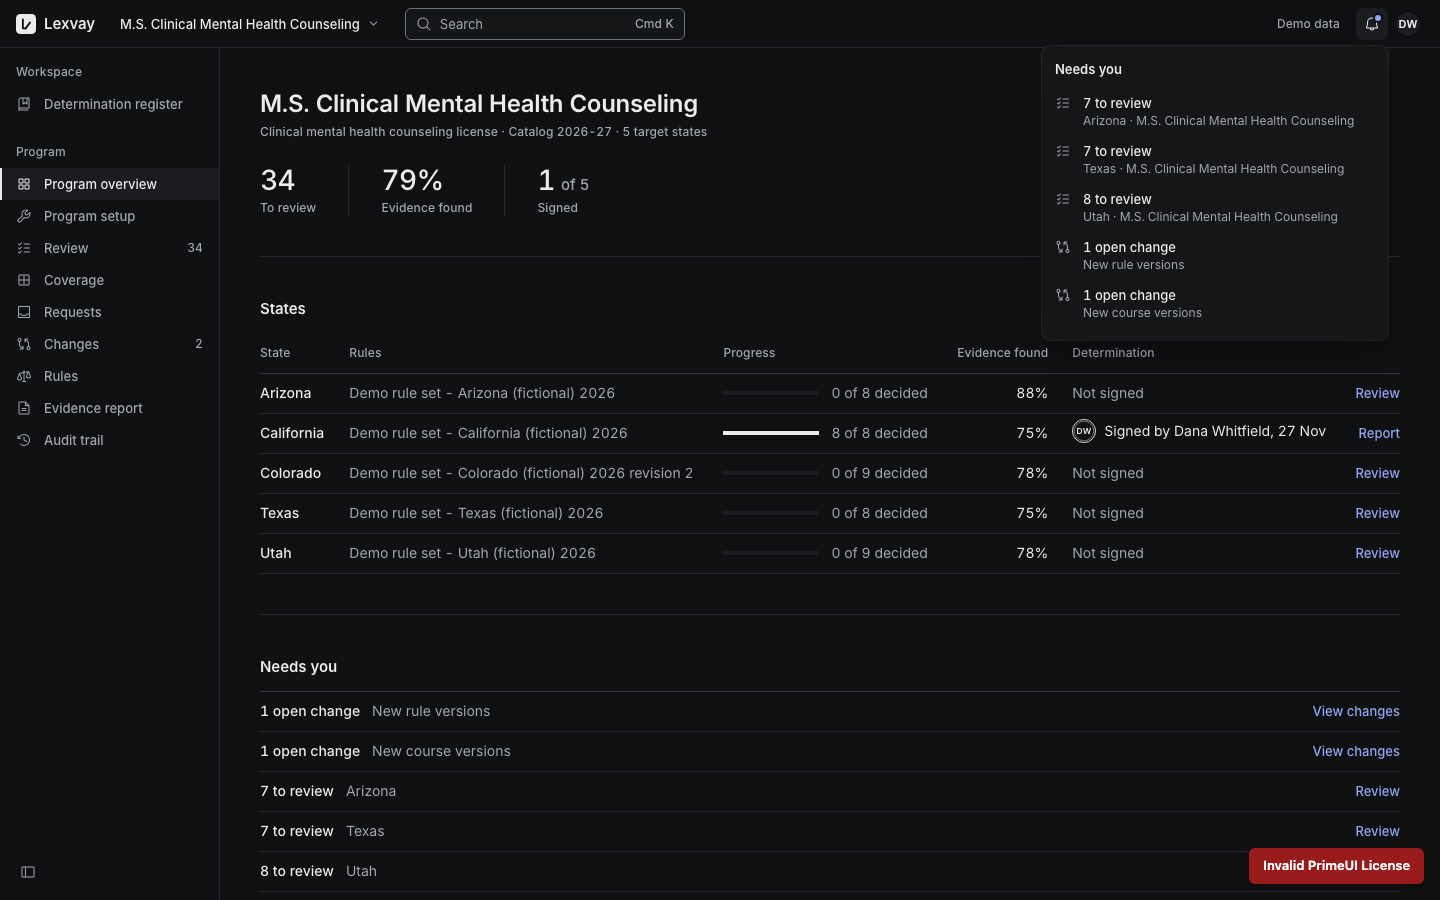 Lexvay
M.S. Clinical Mental Health Counseling
Search
Cmd K
Demo data
DW
Workspace
Determination register
Program
Program overview
Program setup
Review 34
Coverage
Requests
Changes 2
Rules
Evidence report
Audit trail
M.S. Clinical Mental Health Counseling
Clinical mental health counseling license · Catalog 2026-27 · 5 target states
34
To review
79%
Evidence found
1 of 5
Signed
Needs you
7 to review
Arizona · M.S. Clinical Mental Health Counseling
7 to review
Texas · M.S. Clinical Mental Health Counseling
8 to review
Utah · M.S. Clinical Mental Health Counseling
1 open change
New rule versions
1 open change
New course versions
States
State Rules Progress Evidence found Determination
Arizona Demo rule set - Arizona (fictional) 2026 0 of 8 decided 88% Not signed Review
California Demo rule set - California (fictional) 2026 8 of 8 decided 75% DW Signed by Dana Whitfield, 27 Nov Report
Colorado Demo rule set - Colorado (fictional) 2026 revision 2 0 of 9 decided 78% Not signed Review
Texas Demo rule set - Texas (fictional) 2026 0 of 8 decided 75% Not signed Review
Utah Demo rule set - Utah (fictional) 2026 0 of 9 decided 78% Not signed Review
Needs you
1 open change New rule versions View changes
1 open change New course versions View changes
7 to review Arizona Review
7 to review Texas Review
8 to review Utah
Invalid PrimeUI License